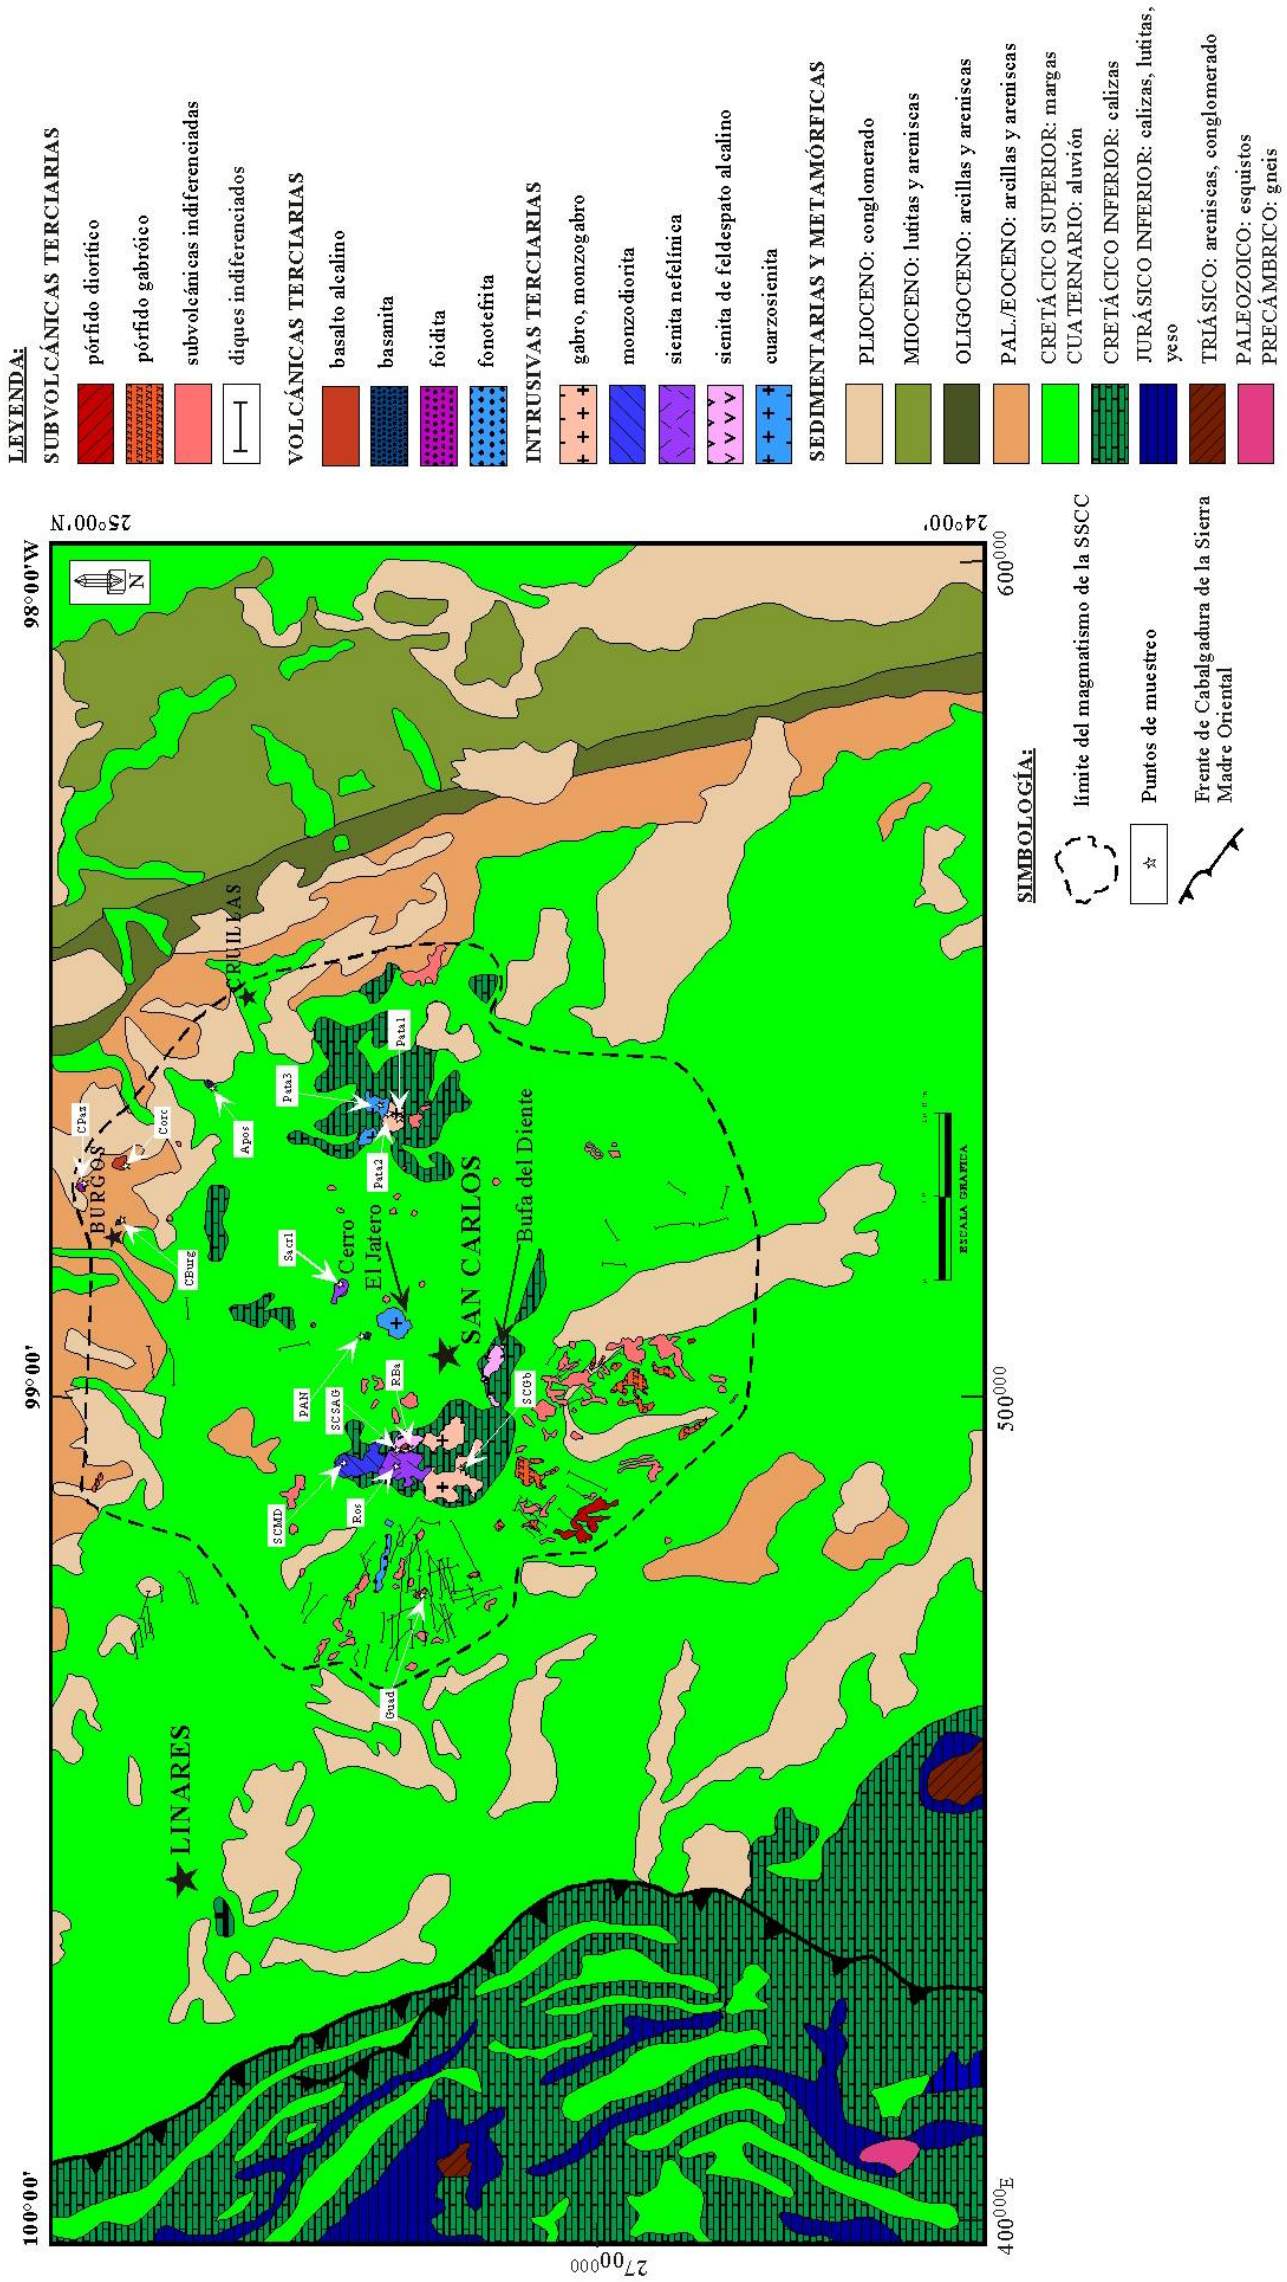 100°00'
99°00'
98°00'W
25°00'N
24°00'
2700000
400000E
500000
600000
N
LINARES
BURGOS
CRUILLAS
SAN CARLOS
Cerro
El Jatero
Bufa del Diente
CPaz
Corc
CBurg
Apos
Sacrl
Pata3
Pata2
Pata1
PAN
SCSAG
RBa
SCMD
Ros
SCGb
Guad
ESCALA GRAFICA
LEYENDA:
SUBVOLCÁNICAS TERCIARIAS
pórfido diorítico
pórfido gabróico
subvolcánicas indiferenciadas
diques indiferenciados
VOLCÁNICAS TERCIARIAS
basalto alcalino
basanita
foidita
fonotefrita
INTRUSIVAS TERCIARIAS
gabro, monzogabro
monzodiorita
sienita nefelínica
sienita de feldespato alcalino
cuarzosienita
SEDIMENTARIAS Y METAMÓRFICAS
PLIOCENO: conglomerado
MIOCENO: lutitas y areniscas
OLIGOCENO: arcillas y areniscas
PAL./EOCENO: arcillas y areniscas
CRETÁCICO SUPERIOR: margas
CUATERNARIO: aluvión
CRETÁCICO INFERIOR: calizas
JURÁSICO INFERIOR: calizas, lutitas,
yeso
TRIÁSICO: areniscas, conglomerado
PALEOZOICO: esquistos
PRECÁMBRICO: gneis
SIMBOLOGÍA:
límite del magmatismo de la SSCC
Puntos de muestreo
Frente de Cabalgadura de la Sierra
Madre Oriental